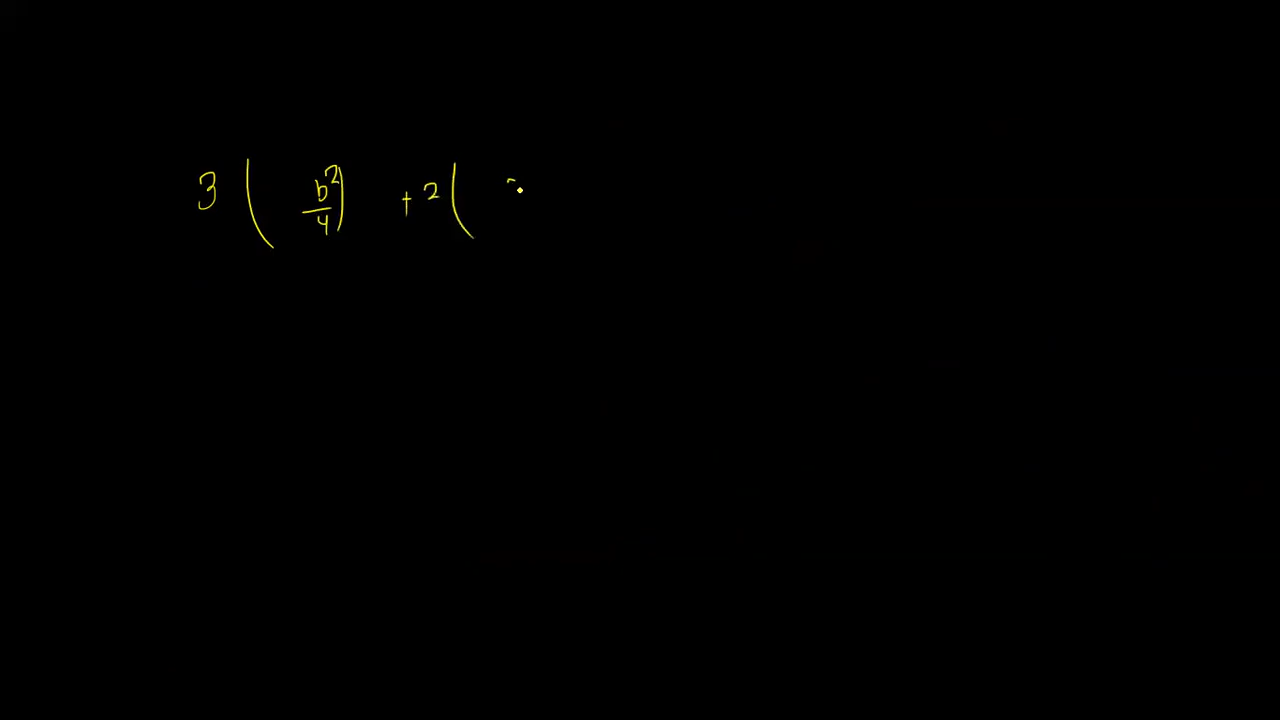 3 ( b²/4 ) + 2 (